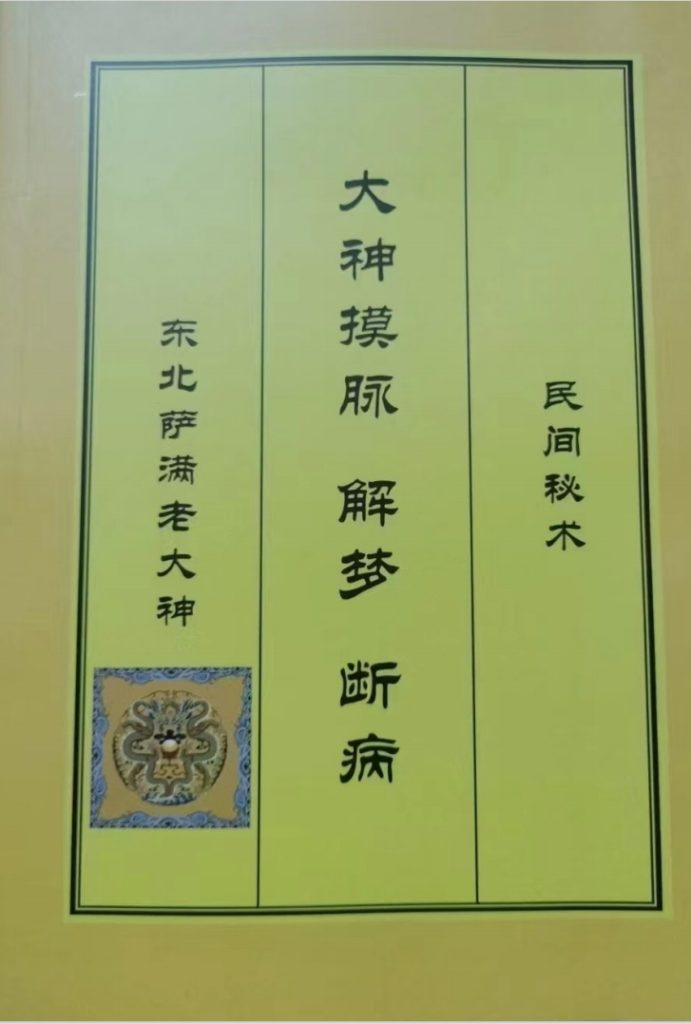 民间秘术
大神摸脉 解梦 断病
东北萨满老大神